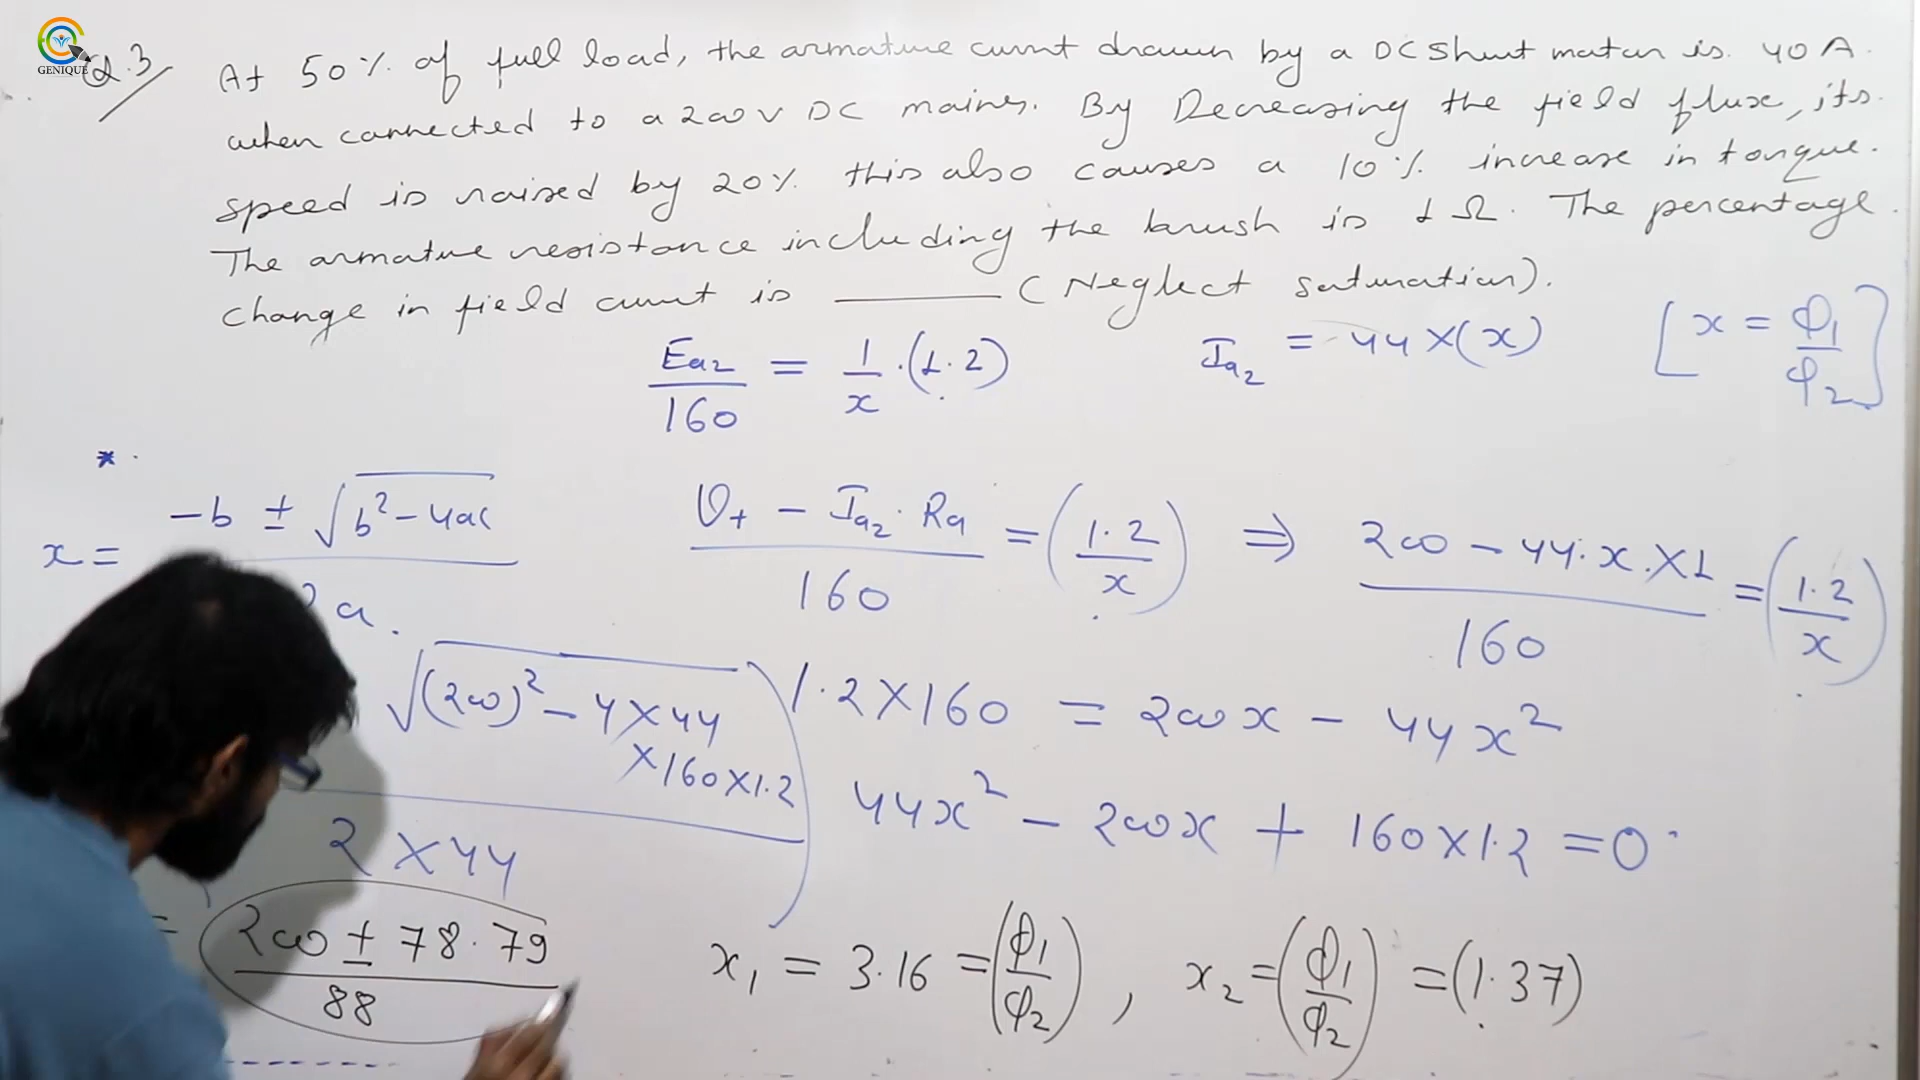 GENIQUE
Q.3 At 50% of full load, the armature curnt drawn by a DC Shunt motor is 40 A.
when connected to a 200V DC mains. By Decreasing the field flux, its
speed is raised by 20% this also causes a 10% increase in torque.
The armature resistance including the brush is 1 Ω. The percentage
change in field curnt is ______ (Neglect saturation).
Ea2/160 = 1/x · (1.2) Ia2 = 44 × (x) [x = φ1/φ2]
*
x = (-b ± √(b² - 4ac))/2a. (Vt - Ia2 · Ra)/160 = (1.2/x) ⇒ (200 - 44·x·×1)/160 = (1.2/x)
√((200)² - 4×44×160×1.2)
2×44
1.2×160 = 200x - 44x²
44x² - 200x + 160×1.2 = 0
= (200 ± 78.79)/88 x1 = 3.16 = (φ1/φ2), x2 = (φ1/φ2) = (1.37)